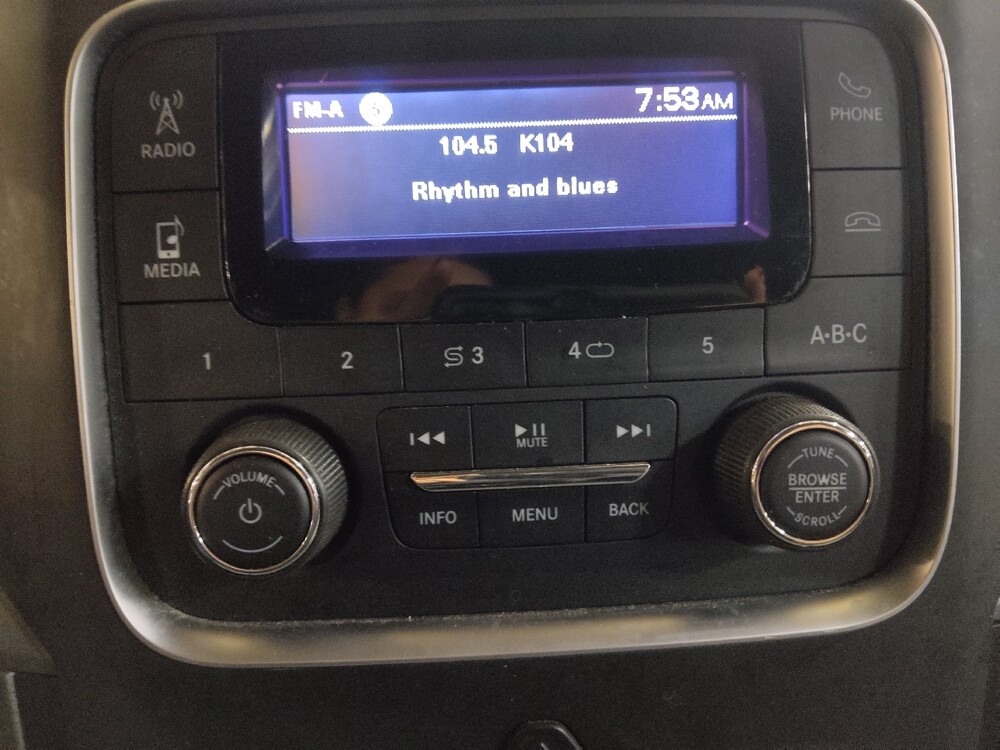 FM-A 5 7:53AM
104.5 K104
Rhythm and blues
RADIO
MEDIA
PHONE
1 2 3 4 5 A·B·C
MUTE
INFO MENU BACK
VOLUME
TUNE
BROWSE
ENTER
SCROLL